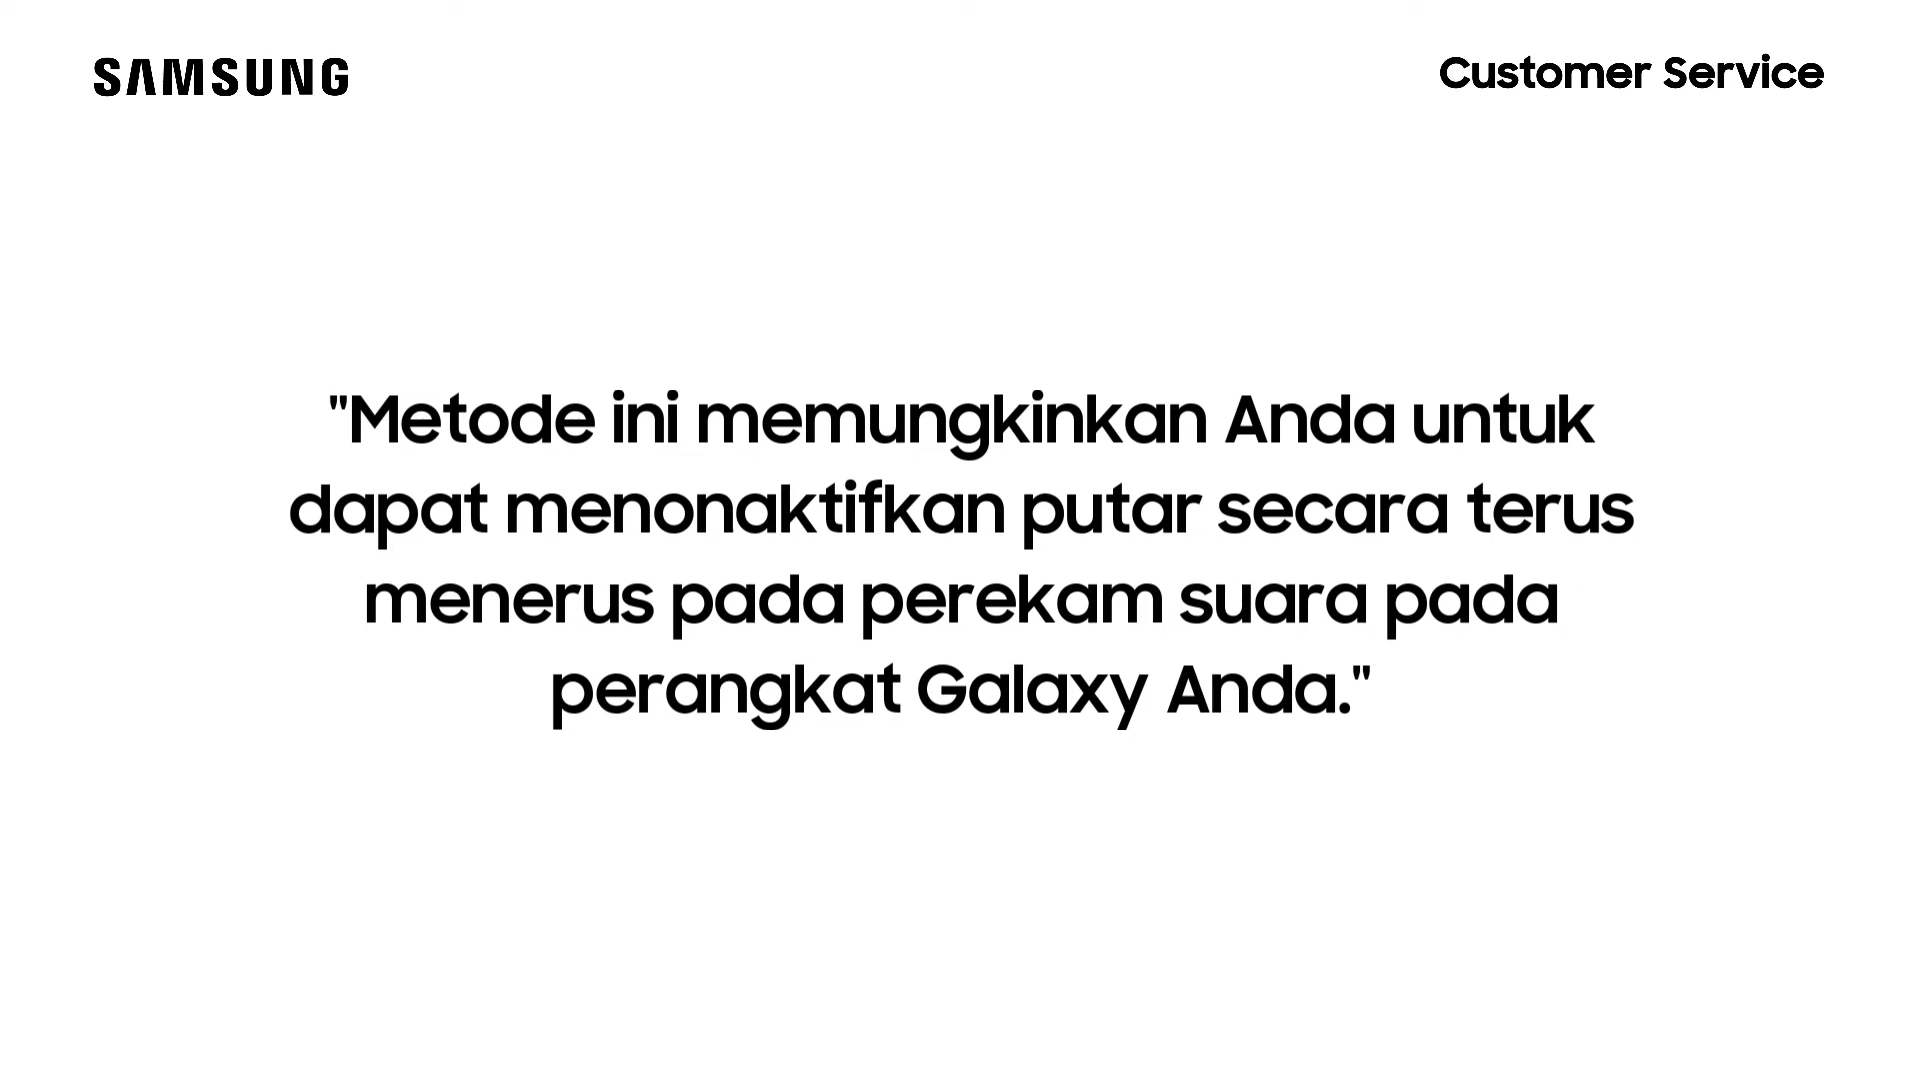 SAMSUNG
Customer Service
"Metode ini memungkinkan Anda untuk
dapat menonaktifkan putar secara terus
menerus pada perekam suara pada
perangkat Galaxy Anda."